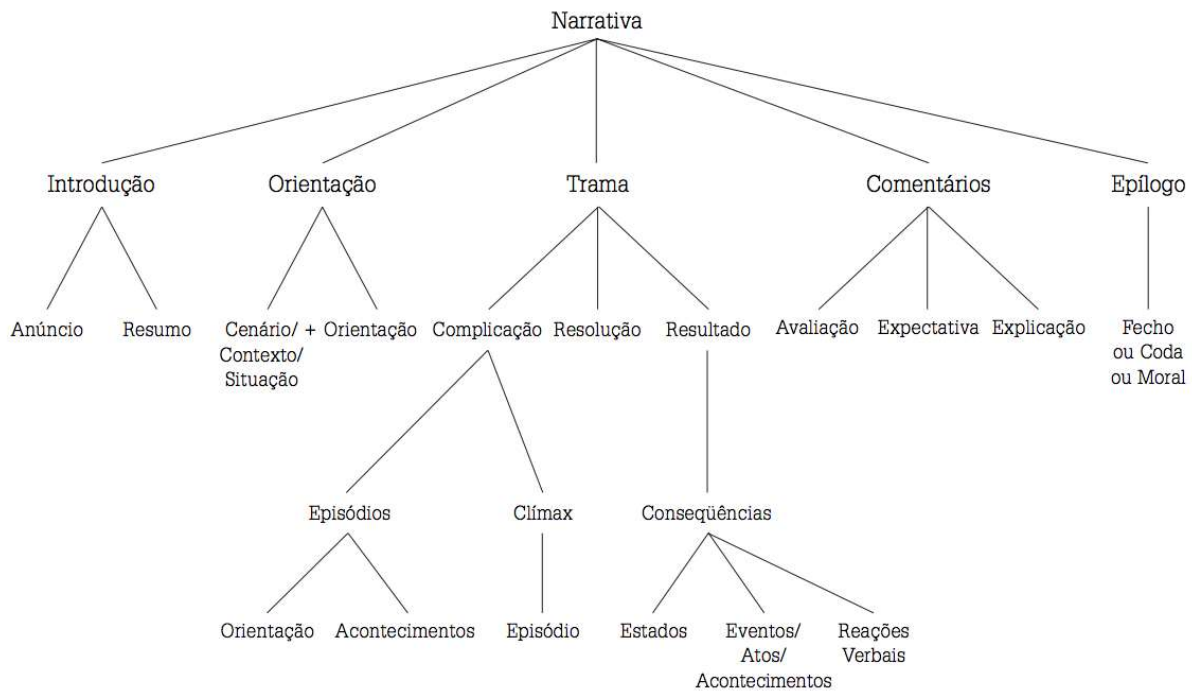 Narrativa
Introdução Orientação Trama Comentários Epílogo
Anúncio Resumo Cenário/ + Orientação Complicação Resolução Resultado Avaliação Expectativa Explicação Fecho
Contexto/ ou Coda
Situação ou Moral
Episódios Clímax Conseqüências
Orientação Acontecimentos Episódio Estados Eventos/ Reações
Atos/ Verbais
Acontecimentos